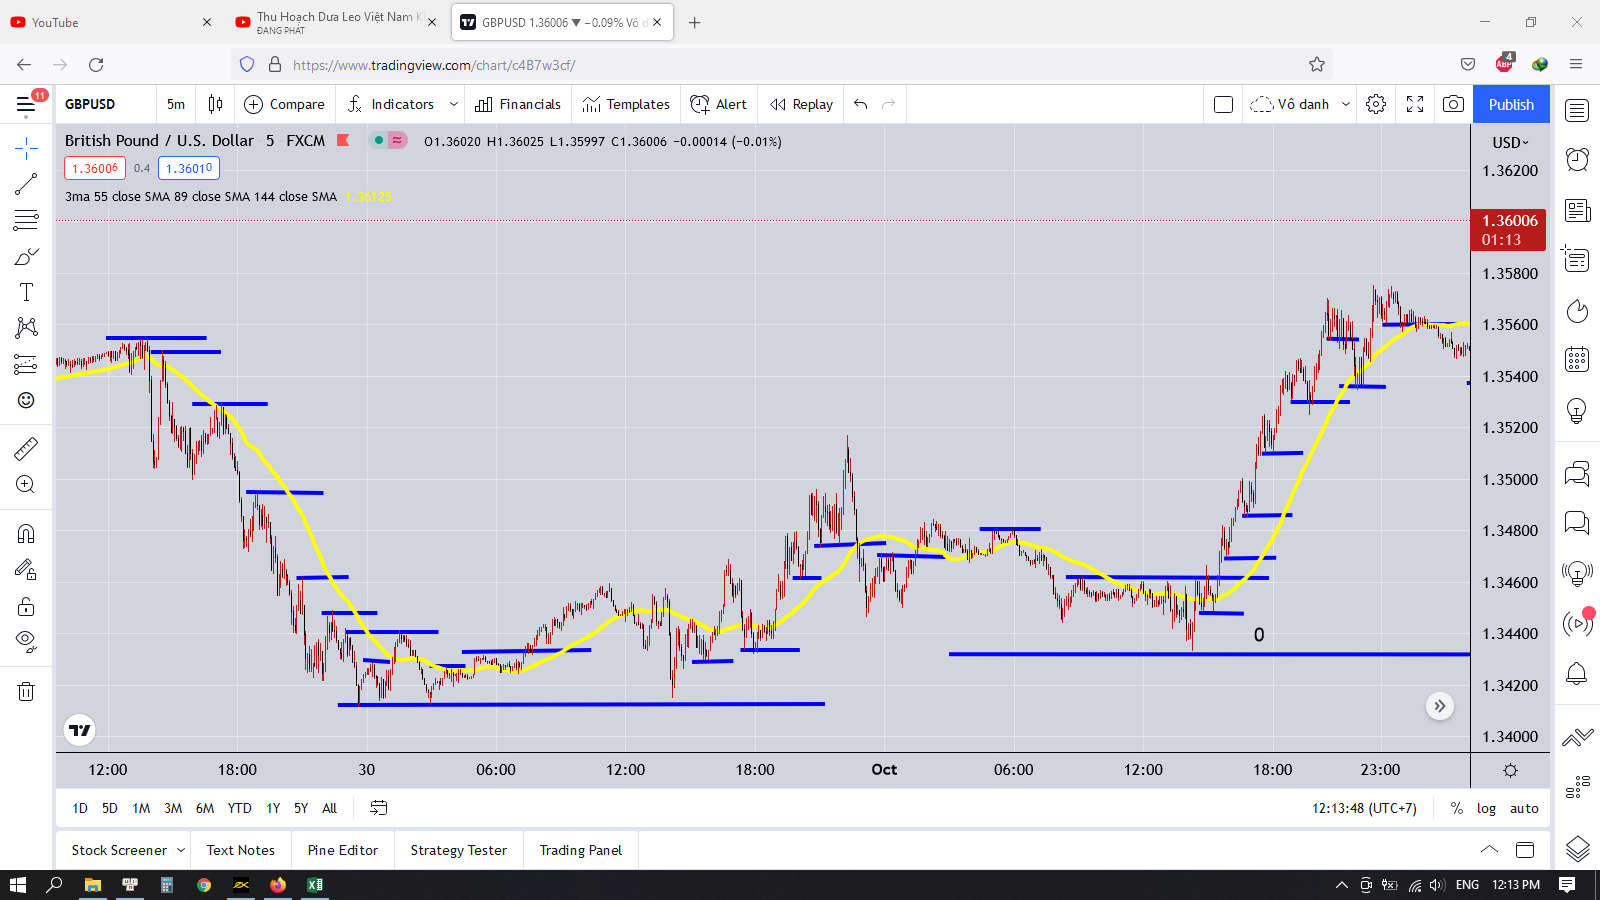 YouTube
Thu Hoạch Dưa Leo Việt Nam K
ĐANG PHÁT
GBPUSD 1.36006 ▼ −0.09% Vô d
https://www.tradingview.com/chart/c4B7w3cf/
4
ABP
11
GBPUSD 5m Compare Indicators Financials Templates Alert Replay Vô danh Publish
British Pound / U.S. Dollar 5 FXCM O1.36020 H1.36025 L1.35997 C1.36006 −0.00014 (−0.01%)
USD
1.36006 0.4 1.36010
3ma 55 close SMA 89 close SMA 144 close SMA 1.36125
1.36200
1.36006
01:13
1.35800
1.35600
1.35400
1.35200
1.35000
1.34800
1.34600
1.34400
1.34200
1.34000
0
12:00 18:00 30 06:00 12:00 18:00 Oct 06:00 12:00 18:00 23:00
1D 5D 1M 3M 6M YTD 1Y 5Y All 12:13:48 (UTC+7) % log auto
Stock Screener Text Notes Pine Editor Strategy Tester Trading Panel
ENG 12:13 PM